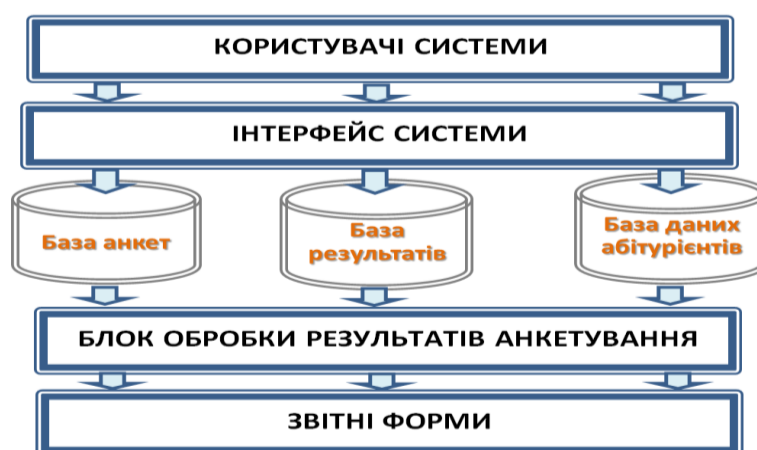 КОРИСТУВАЧІ СИСТЕМИ
ІНТЕРФЕЙС СИСТЕМИ
База анкет
База
результатів
База даних
абітурієнтів
БЛОК ОБРОБКИ РЕЗУЛЬТАТІВ АНКЕТУВАННЯ
ЗВІТНІ ФОРМИ